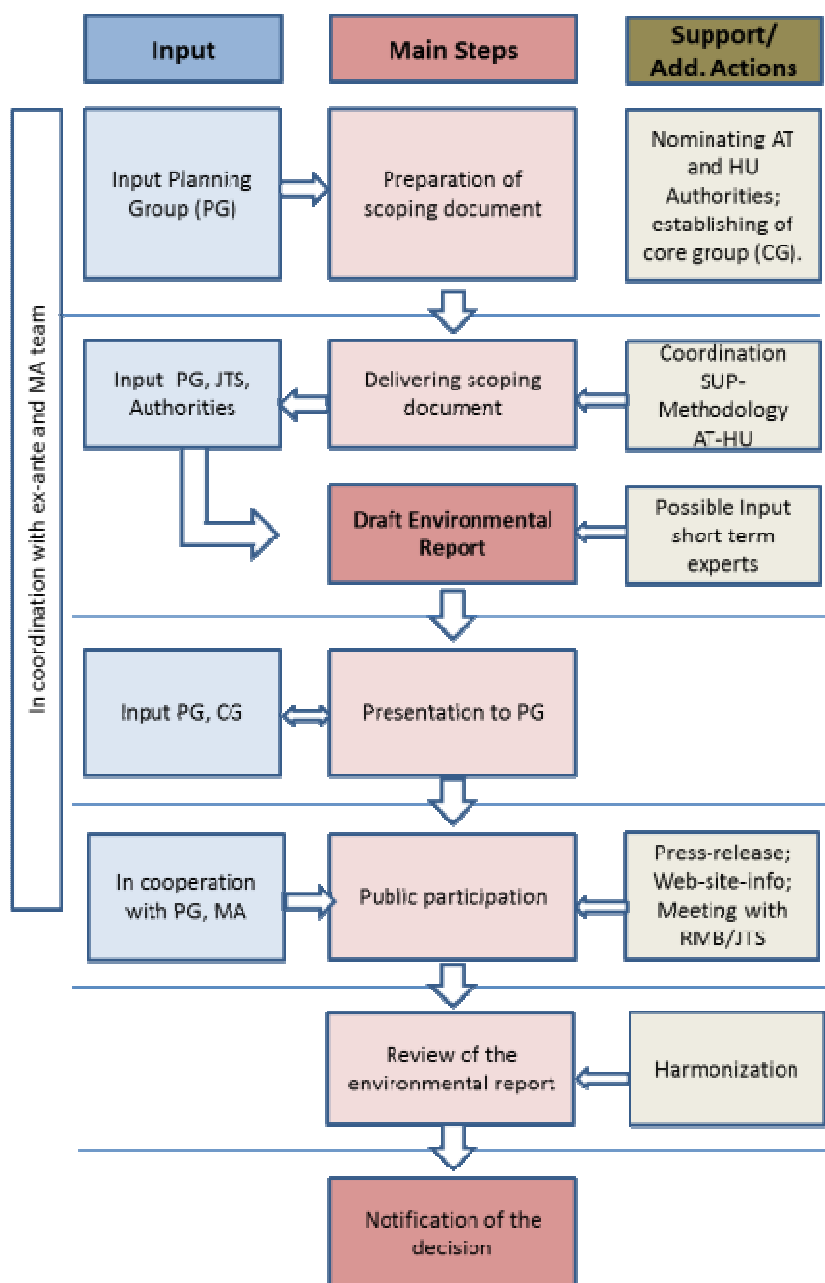 Input
Main Steps
Support/
Add. Actions
In coordination with ex-ante and MA team
Input Planning
Group (PG)
Preparation of
scoping document
Nominating AT
and HU
Authorities;
establishing of
core group (CG).
Input PG, JTS,
Authorities
Delivering scoping
document
Coordination
SUP-
Methodology
AT-HU
Draft Environmental
Report
Possible Input
short term
experts
Input PG, CG
Presentation to PG
In cooperation
with PG, MA
Public participation
Press-release;
Web-site-info;
Meeting with
RMB/JTS
Review of the
environmental report
Harmonization
Notification of the
decision